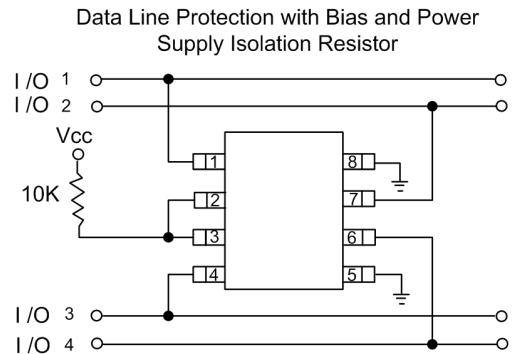 Data Line Protection with Bias and Power
Supply Isolation Resistor
I/O 1
I/O 2
Vcc
10K
1
2
3
4
8
7
6
5
I/O 3
I/O 4